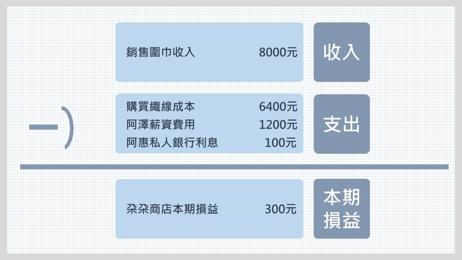 銷售圍巾收入 8000元 收入
購買織線成本 6400元
阿澤薪資費用 1200元 支出
阿惠私人銀行利息 100元
一)
朶朶商店本期損益 300元 本期
損益